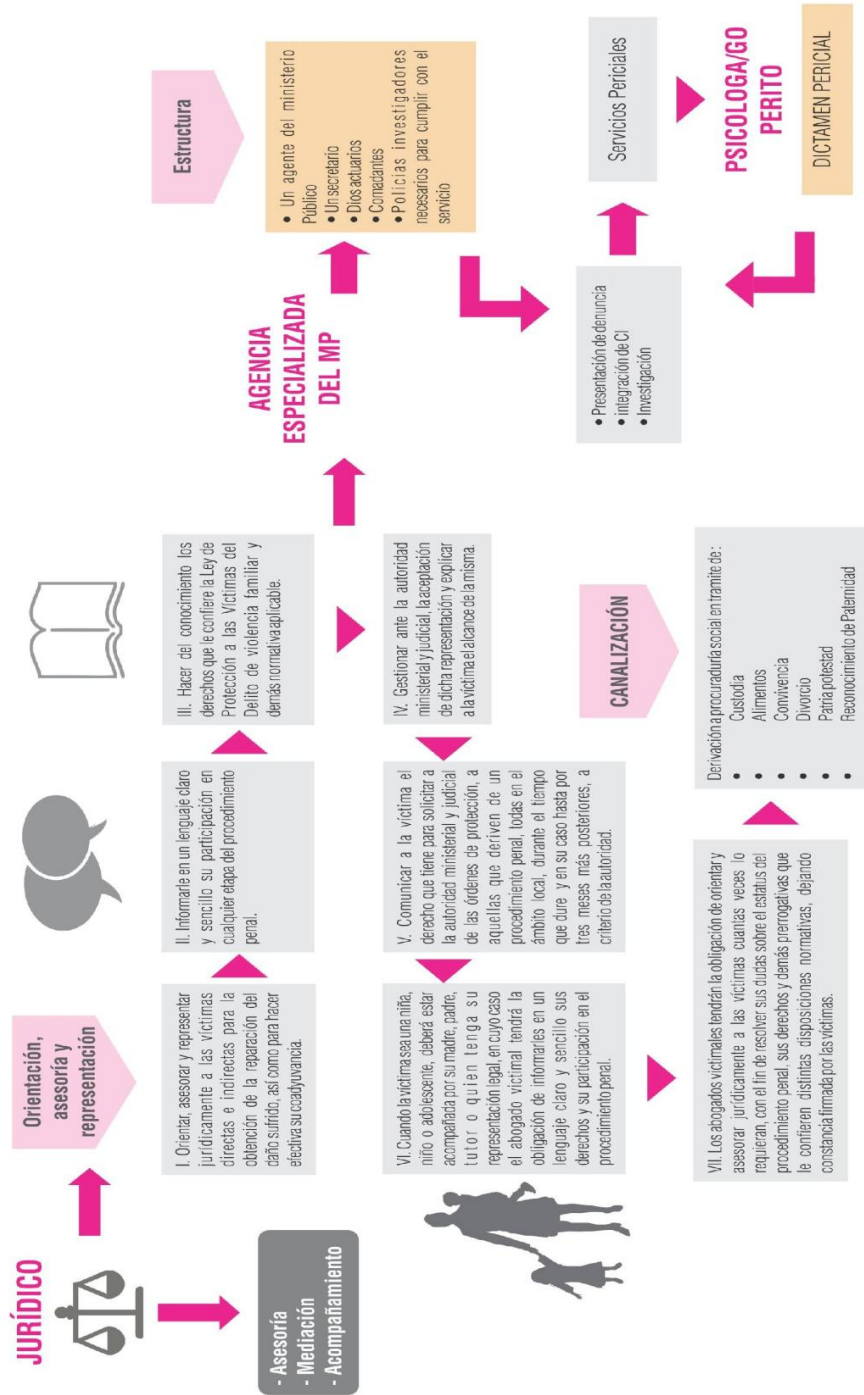 JURÍDICO
- Asesoría
- Mediación
- Acompañamiento
Orientación,
asesoría y
representación
I. Orientar, asesorar y representar
jurídicamente a las víctimas
directas e indirectas para la
obtención de la reparación del
daño sufrido, así como para hacer
efectiva su coadyuvancia.
II. Informarle en un lenguaje claro
y sencillo su participación en
cualquier etapa del procedimiento
penal.
III. Hacer del conocimiento los
derechos que le confiere la Ley de
Protección a las Víctimas del
Delito de violencia familiar y
demás normativa aplicable.
IV. Gestionar ante la autoridad
ministerial y judicial, la aceptación
de dicha representación y explicar
a la víctima el alcance de la misma.
V. Comunicar a la víctima el
derecho que tiene para solicitar a
la autoridad ministerial y judicial
de las órdenes de protección, a
aquellas que deriven de un
procedimiento penal, todas en el
ámbito local, durante el tiempo
que dure y en su caso hasta por
tres meses más posteriores, a
criterio de la autoridad.
VI. Cuando la víctima sea una niña,
niño o adolescente, deberá estar
acompañada por su madre, padre,
tutor o quien tenga su
representación legal, en cuyo caso
el abogado victimal tendrá la
obligación de informarles en un
lenguaje claro y sencillo sus
derechos y su participación en el
procedimiento penal.
VII. Los abogados victimales tendrán la obligación de orientar y
asesorar jurídicamente a las víctimas cuantas veces lo
requieran, con el fin de resolver sus dudas sobre el estatus del
procedimiento penal, sus derechos y demás prerrogativas que
le confieren distintas disposiciones normativas, dejando
constancia firmada por las víctimas.
CANALIZACIÓN
Derivación a procuraduría social en tramite de :
• Custodia
• Alimentos
• Convivencia
• Divorcio
• Patria potestad
• Reconocimiento de Paternidad
AGENCIA
ESPECIALIZADA
DEL MP
Estructura
• Un agente del ministerio
Público
• Un secretario
• Dios actuarios
• Comadantes
• Policias investigadores
necesarios para cumplir con el
servicio
• Presentación de denuncia
• integración de CI
• Investigación
Servicios Periciales
PSICOLOGA/GO
PERITO
DICTAMEN PERICIAL